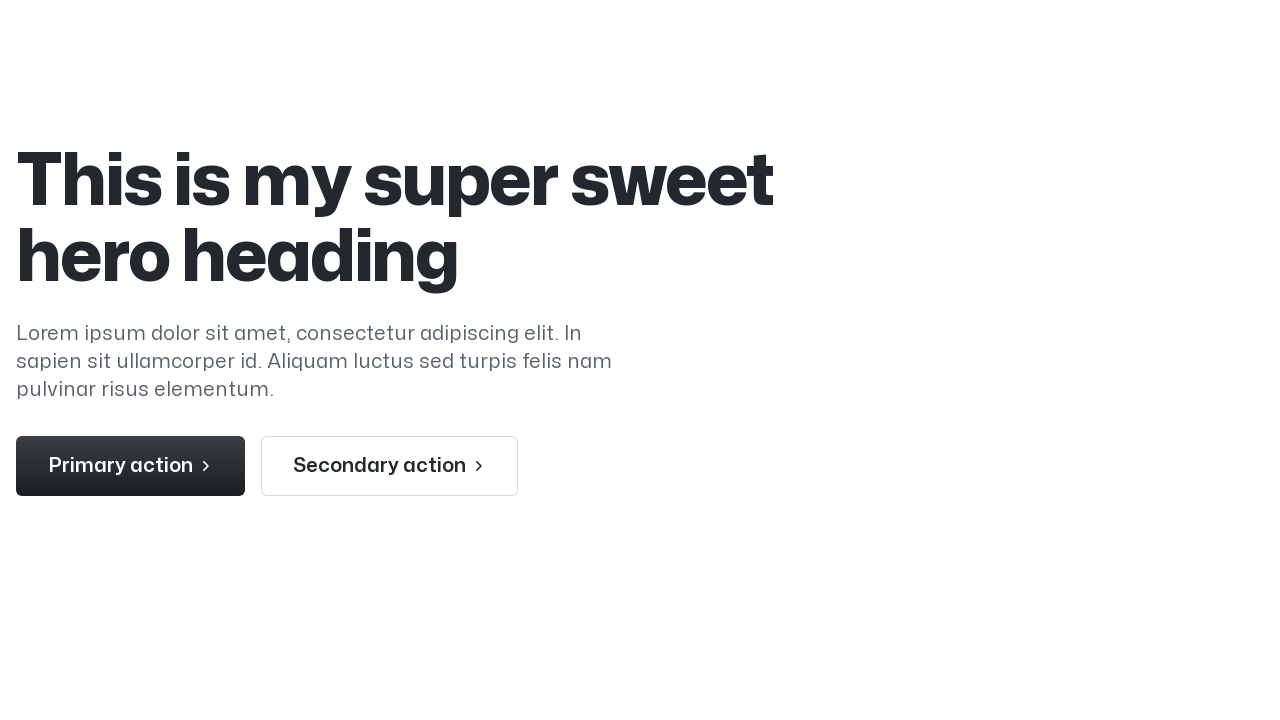 This is my super sweet
hero heading
Lorem ipsum dolor sit amet, consectetur adipiscing elit. In
sapien sit ullamcorper id. Aliquam luctus sed turpis felis nam
pulvinar risus elementum.
Primary action
Secondary action